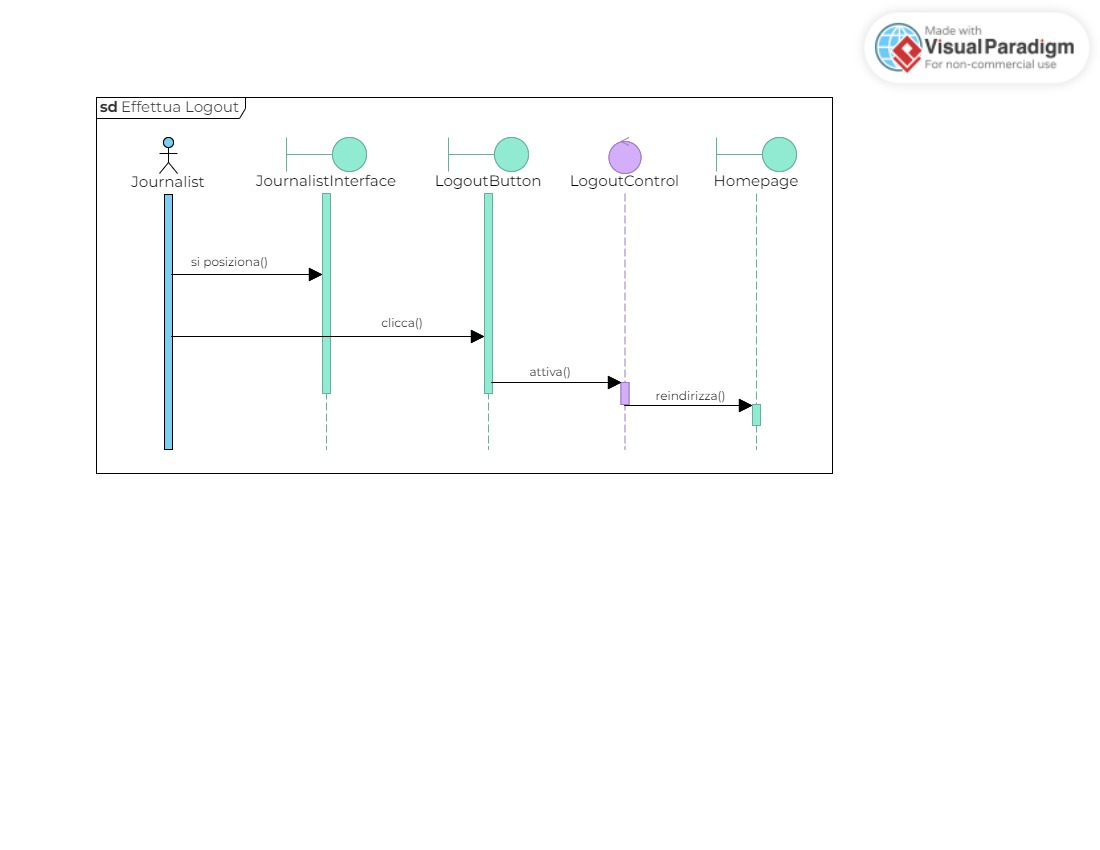 Made with
Visual Paradigm
For non-commercial use
sd Effettua Logout
Journalist
JournalistInterface
LogoutButton
LogoutControl
Homepage
si posiziona()
clicca()
attiva()
reindirizza()